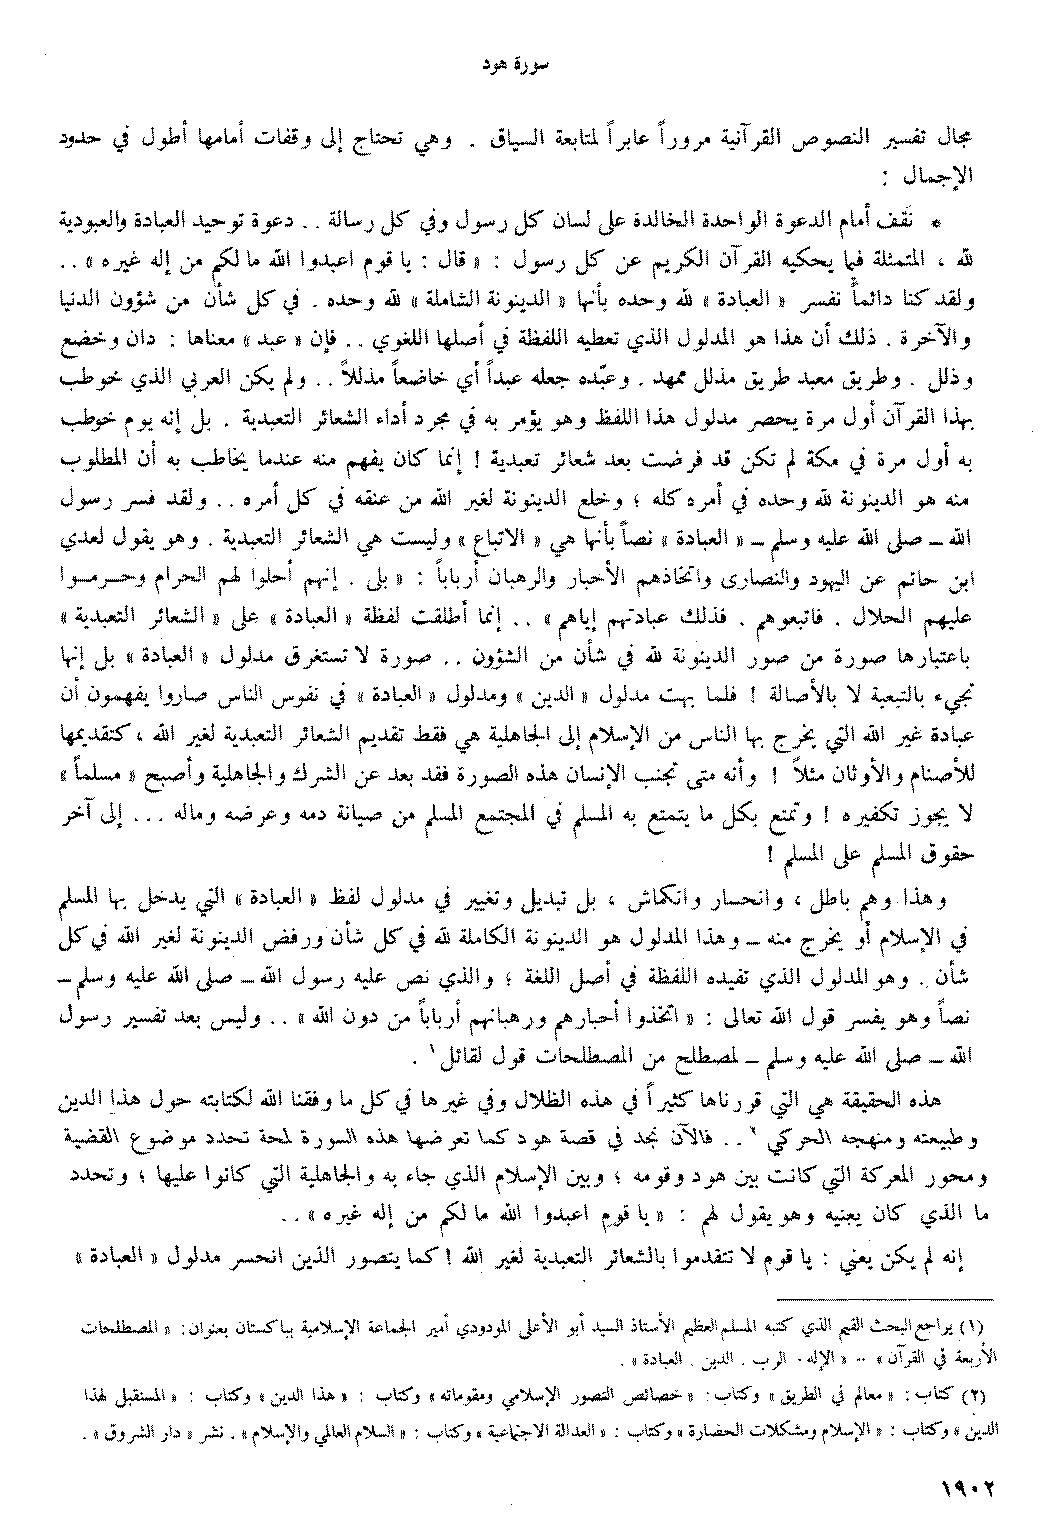 سورة هود
مجال تفسير النصوص القرآنية مروراً عابراً لمتابعة السياق . وهي تحتاج إلى وقفات أمامها أطول في حدود
الإجمال :
* نَقف أمام الدعوة الواحدة الخالدة على لسان كل رسول وفي كل رسالة .. دعوة توحيد العبادة والعبودية
لله ، المتمثلة فيما يحكيه القرآن الكريم عن كل رسول : « قال : يا قوم اعبدوا الله ما لكم من إله غيره » ..
ولقد كنا دائماً نفسر « العبادة » لله وحده بأنها « الدينونة الشاملة » لله وحده . في كل شأن من شؤون الدنيا
والآخرة . ذلك أن هذا هو المدلول الذي تعطيه اللفظة في أصلها اللغوي .. فإن « عبد » معناها : دان وخضع
وذلل . وطريق معبد طريق مذلل ممهد . وعبّده جعله عبداً أي خاضعاً مذللاً .. ولم يكن العربي الذي خوطب
بهذا القرآن أول مرة يحصر مدلول هذا اللفظ وهو يؤمر به في مجرد أداء الشعائر التعبدية . بل إنه يوم خوطب
به أول مرة في مكة لم تكن قد فرضت بعد شعائر تعبدية ! إنما كان يفهم منه عندما يخاطب به أن المطلوب
منه هو الدينونة لله وحده في أمره كله ؛ وخلع الدينونة لغير الله من عنقه في كل أمره .. ولقد فسر رسول
الله – صلى الله عليه وسلم – « العبادة » نصاً بأنها هي « الاتباع » وليست هي الشعائر التعبدية . وهو يقول لعدي
ابن حاتم عن اليهود والنصارى واتخاذهم الأحبار والرهبان أرباباً : « بلى . إنهم أحلوا لهم الحرام وحـرمـوا
عليهم الحلال . فاتبعوهم . فذلك عبادتهم إياهم » .. إنما أطلقت لفظة « العبادة » على « الشعائر التعبدية »
باعتبارها صورة من صور الدينونة لله في شأن من الشؤون .. صورة لا تستغرق مدلول « العبادة » بل إنها
تجيء بالتبعية لا بالأصالة ! فلما بهت مدلول « الدين » ومدلول « العبادة » في نفوس الناس صاروا يفهمون أن
عبادة غير الله التي يخرج بها الناس من الإسلام إلى الجاهلية هي فقط تقديم الشعائر التعبدية لغير الله ، كتقديمها
للأصنام والأوثان مثلاً ! وأنه متى تجنب الإنسان هذه الصورة فقد بعد عن الشرك والجاهلية وأصبح « مسلماً »
لا يجوز تكفيره ! وتمتع بكل ما يتمتع به المسلم في المجتمع المسلم من صيانة دمه وعرضه وماله ... إلى آخر
حقوق المسلم على المسلم !
وهذا وهم باطل ، وانحسار وانكماش ، بل تبديل وتغيير في مدلول لفظ « العبادة » التي يدخل بها المسلم
في الإسلام أو يخرج منه – وهذا المدلول هو الدينونة الكاملة لله في كل شأن ورفض الدينونة لغير الله في كل
شأن . وهو المدلول الذي تفيده اللفظة في أصل اللغة ؛ والذي نص عليه رسول الله – صلى الله عليه وسلم –
نصاً وهو يفسر قول الله تعالى : « اتخذوا أحبارهم ورهبانهم أرباباً من دون الله » .. وليس بعد تفسير رسول
الله – صلى الله عليه وسلم – لمصطلح من المصطلحات قول لقائل١ .
هذه الحقيقة هي التي قررناها كثيراً في هذه الظلال وفي غيرها في كل ما وفقنا الله لكتابته حول هذا الدين
وطبيعته ومنهجه الحركي ٢ .. فالآن نجد في قصة هود كما تعرضها هذه السورة لمحة تحدد موضوع القضية
ومحور المعركة التي كانت بين هود وقومه ؛ وبين الإسلام الذي جاء به والجاهلية التي كانوا عليها ؛ وتحدد
ما الذي كان يعنيه وهو يقول لهم : « يا قوم اعبدوا الله ما لكم من إله غيره » ..
إنه لم يكن يعني : يا قوم لا تتقدموا بالشعائر التعبدية لغير الله ! كما يتصور الذين انحسر مدلول « العبادة »
(١) يراجع البحث القيم الذي كتبه المسلم العظيم الأستاذ السيد أبو الأعلى المودودي أمير الجماعة الإسلامية بباكستان بعنوان: « المصطلحات
الأربعة في القرآن » .. « الإله. الرب . الدين . العبادة » .
(٢) كتاب : « معالم في الطريق » وكتاب: « خصائص التصور الإسلامي ومقوماته » وكتاب : « هذا الدين » وكتاب : « المستقبل لهذا
الدين » وكتاب : « الإسلام ومشكلات الحضارة » وكتاب : « العدالة الاجتماعية » وكتاب : « السلام العالمي والإسلام » . نشر « دار الشروق » .
١٩٠٢